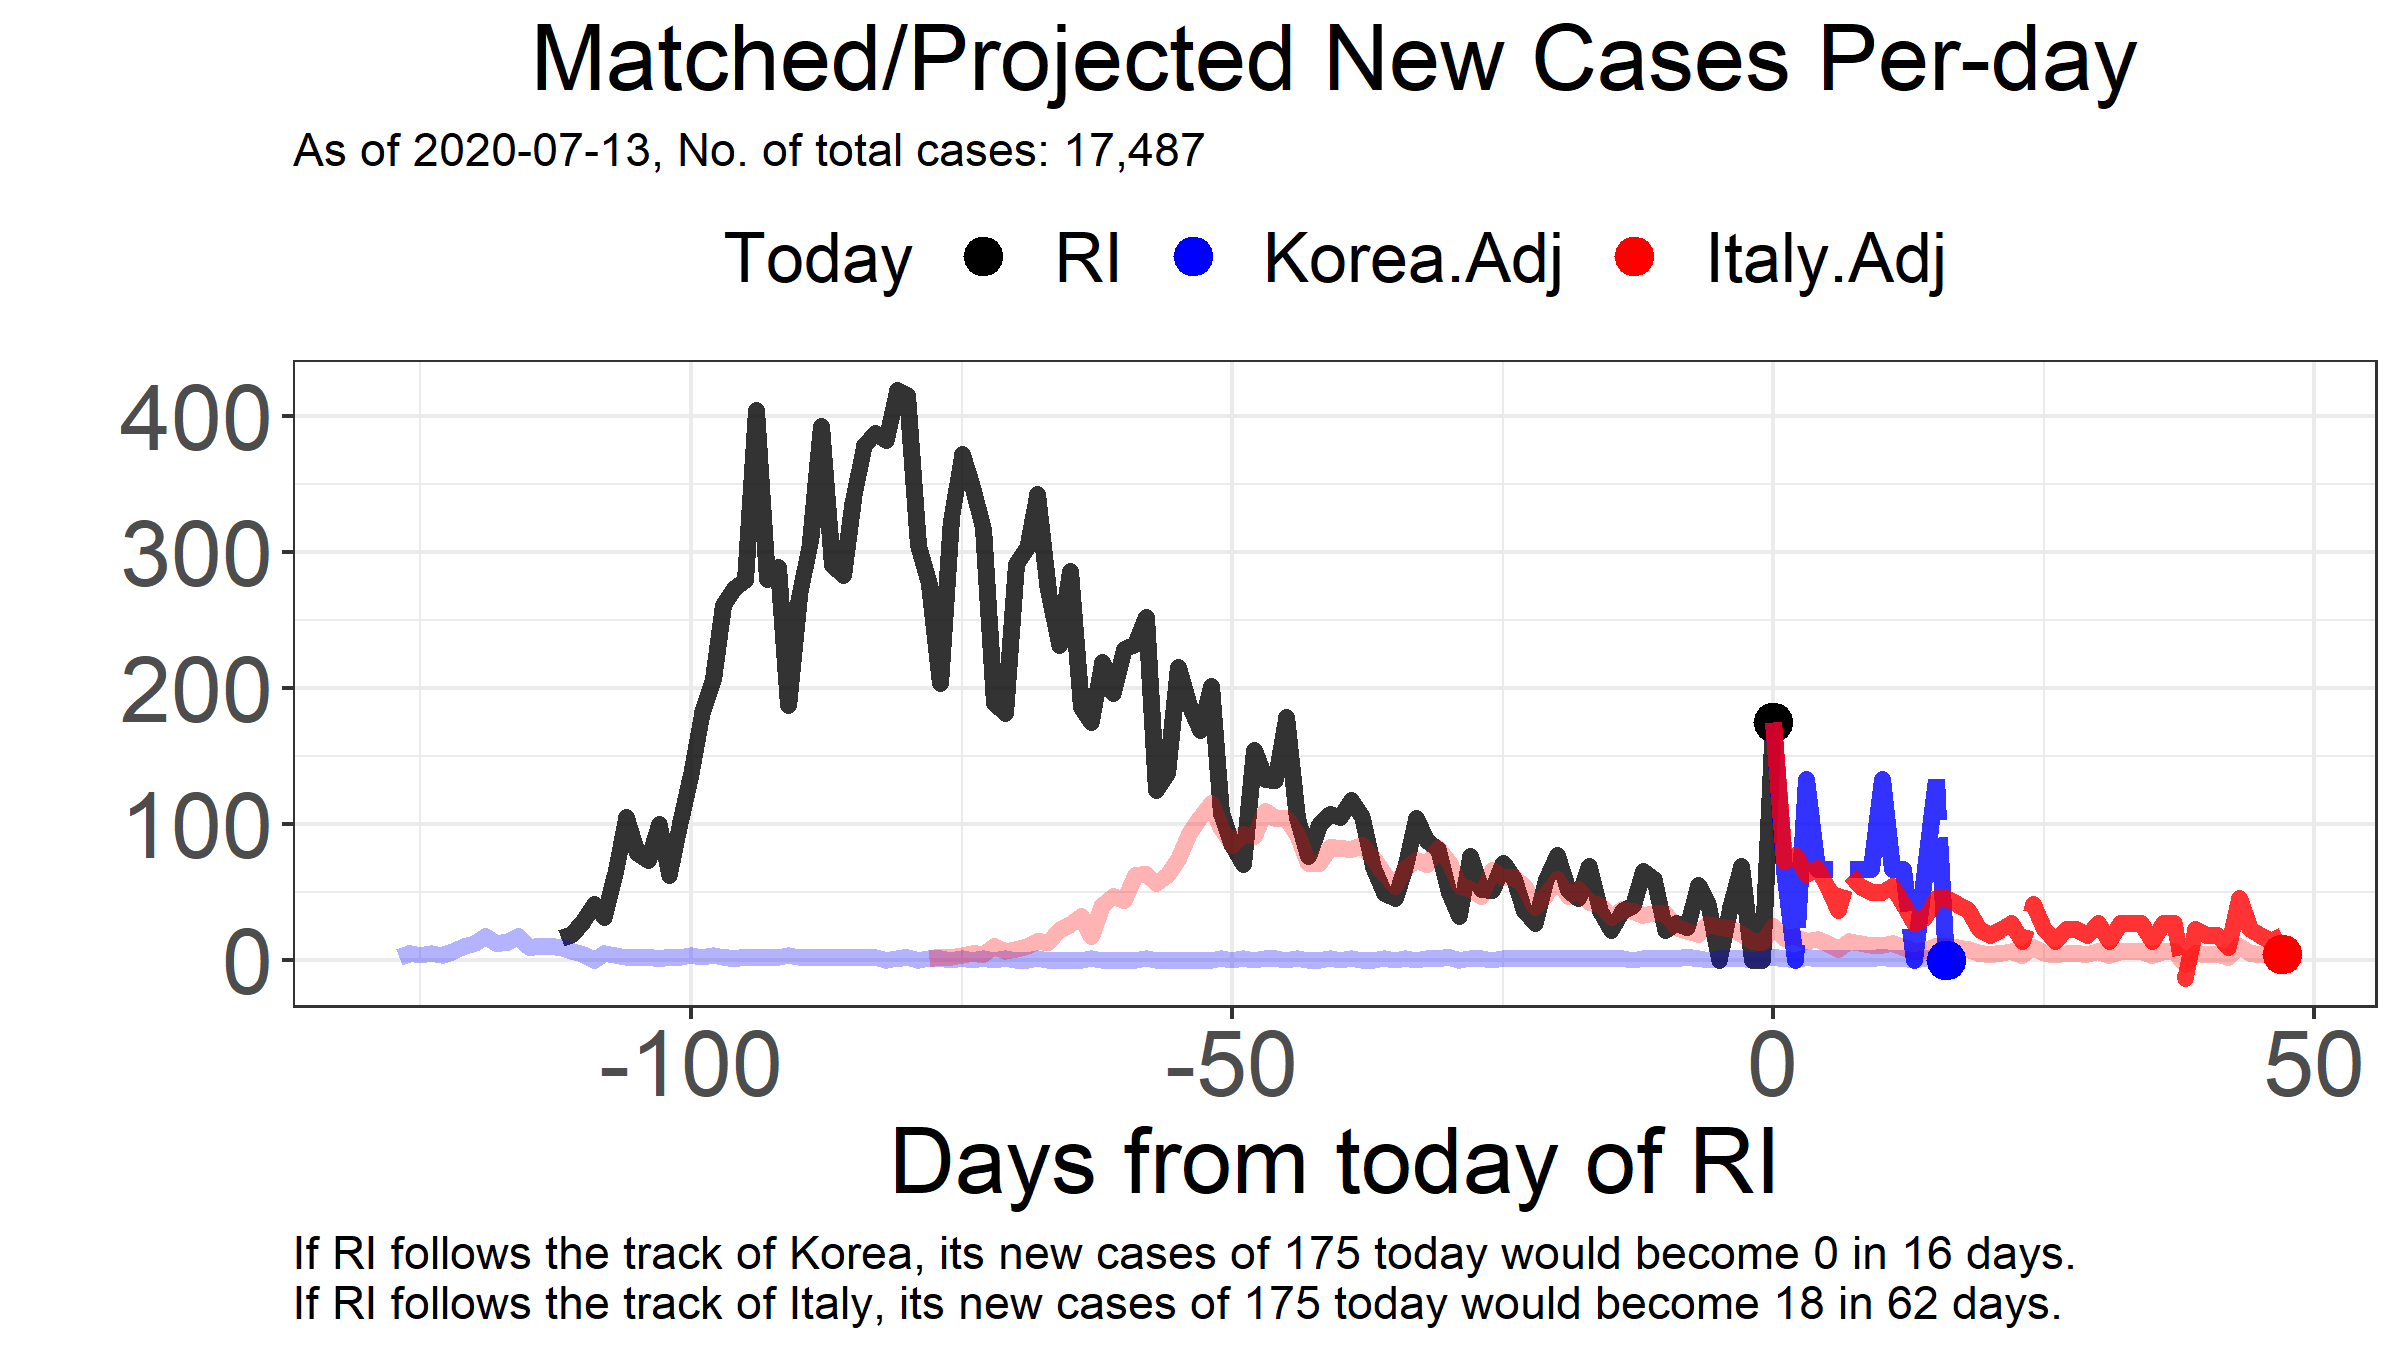 Matched/Projected New Cases Per-day
As of 2020-07-13, No. of total cases: 17,487
Today RI Korea.Adj Italy.Adj
400
300
200
100
0
-100 -50 0 50
Days from today of RI
If RI follows the track of Korea, its new cases of 175 today would become 0 in 16 days.
If RI follows the track of Italy, its new cases of 175 today would become 18 in 62 days.